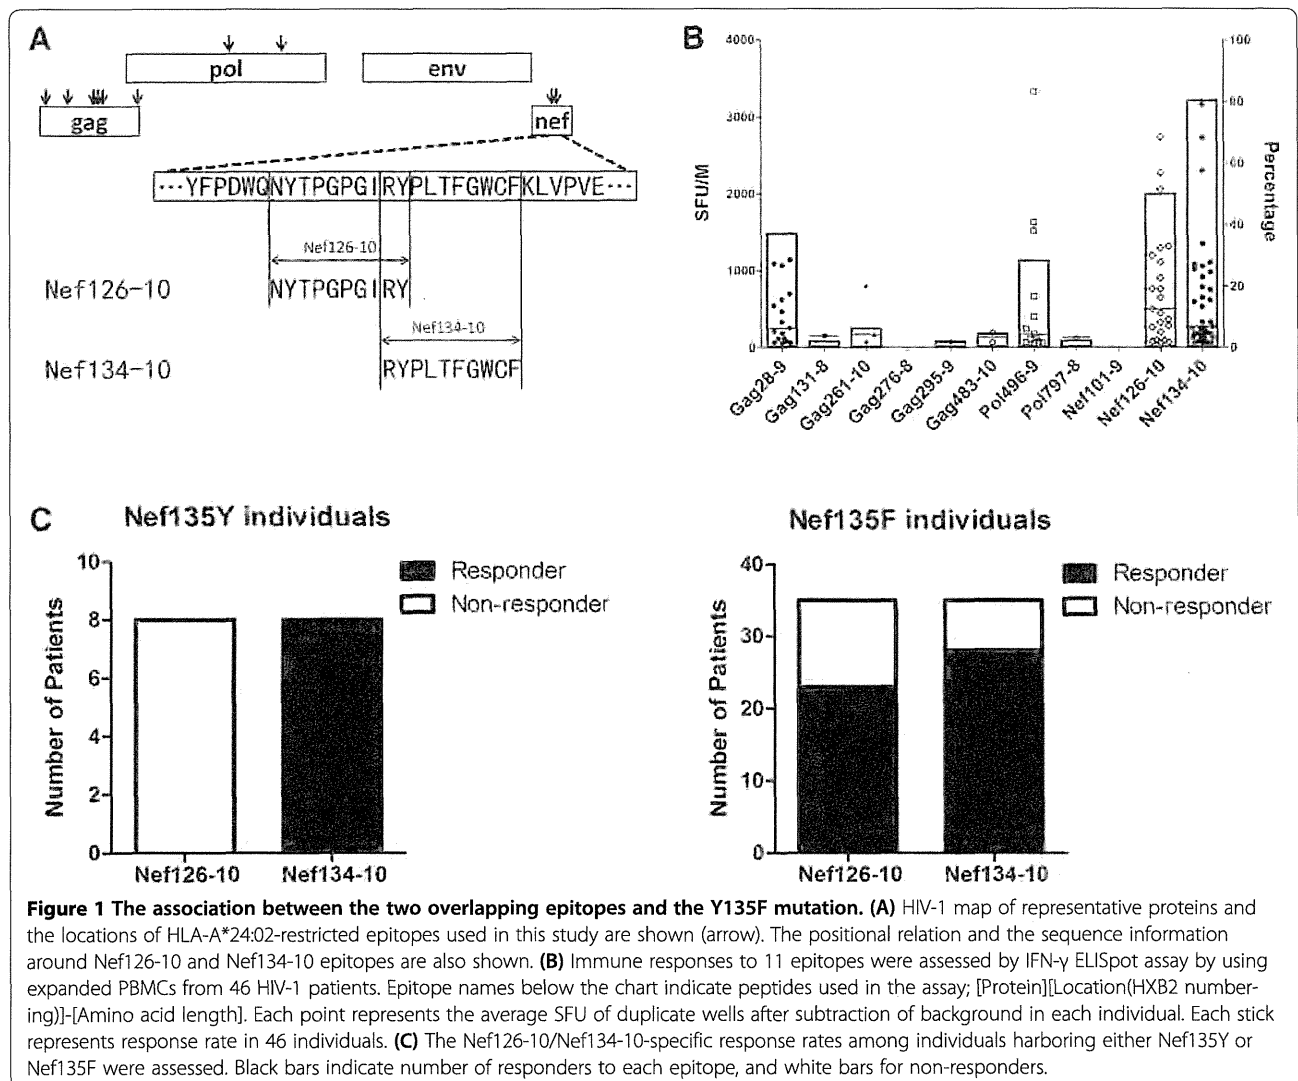 A
pol
env
gag
nef
···YFPDWQNYTPGPGIRYPLTFGWCFKLVPVE···
Nef126-10
Nef126-10
NYTPGPGIRY
Nef134-10
Nef134-10
RYPLTFGWCF
B
SFU/M
4000
3000
2000
1000
0
Percentage
100
80
60
40
20
0
Gag28-9
Gag131-8
Gag261-10
Gag276-8
Gag295-9
Gag483-10
Pol496-9
Pol797-8
Nef101-9
Nef126-10
Nef134-10
C
Nef135Y individuals
Number of Patients
10
8
6
4
2
0
Responder
Non-responder
Nef126-10 Nef134-10
Nef135F individuals
Number of Patients
40
30
20
10
0
Responder
Non-responder
Nef126-10 Nef134-10
Figure 1 The association between the two overlapping epitopes and the Y135F mutation. (A) HIV-1 map of representative proteins and
the locations of HLA-A*24:02-restricted epitopes used in this study are shown (arrow). The positional relation and the sequence information
around Nef126-10 and Nef134-10 epitopes are also shown. (B) Immune responses to 11 epitopes were assessed by IFN-γ ELISpot assay by using
expanded PBMCs from 46 HIV-1 patients. Epitope names below the chart indicate peptides used in the assay; [Protein][Location(HXB2 number-
ing)]-[Amino acid length]. Each point represents the average SFU of duplicate wells after subtraction of background in each individual. Each stick
represents response rate in 46 individuals. (C) The Nef126-10/Nef134-10-specific response rates among individuals harboring either Nef135Y or
Nef135F were assessed. Black bars indicate number of responders to each epitope, and white bars for non-responders.